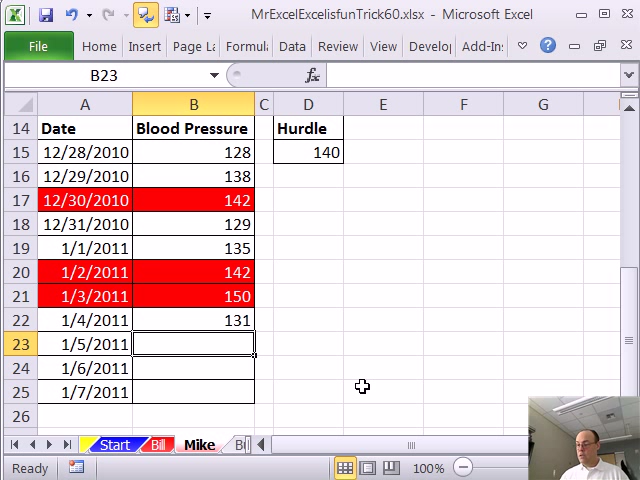 MrExcelExcelisfunTrick60.xlsx - Microsoft Excel
File Home Insert Page La Formula Data Review View Develop Add-Ins
B23 fx
A B C D E F G H
14 Date Blood Pressure Hurdle
15 12/28/2010 128 140
16 12/29/2010 138
17 12/30/2010 142
18 12/31/2010 129
19 1/1/2011 135
20 1/2/2011 142
21 1/3/2011 150
22 1/4/2011 131
23 1/5/2011
24 1/6/2011
25 1/7/2011
26
Start Bill Mike
Ready 100%